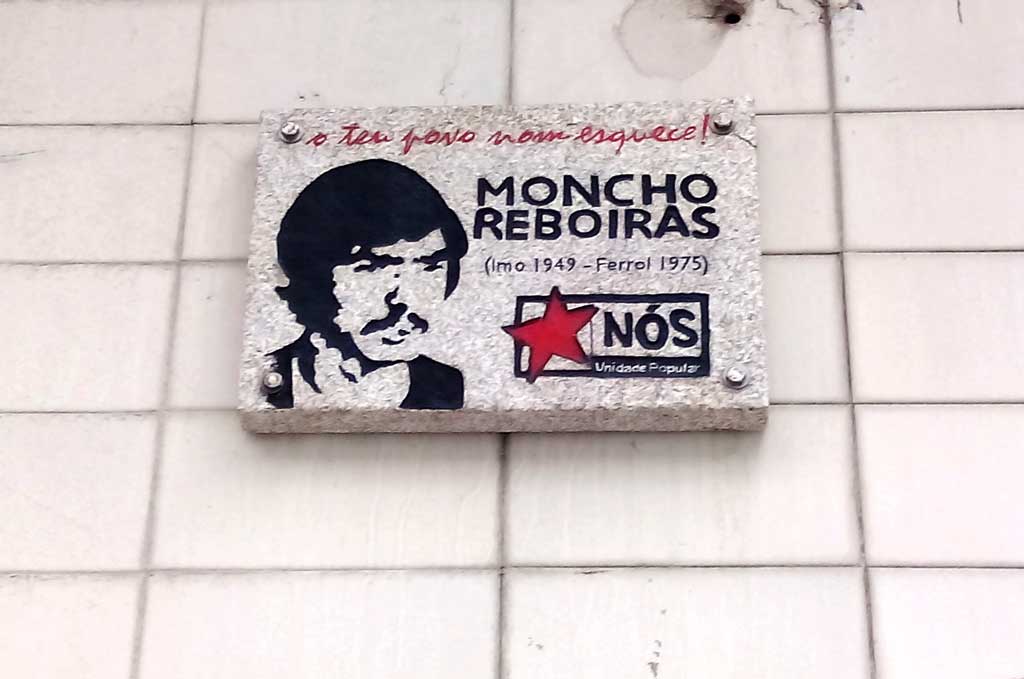 o teu povo nom esquece!
MONCHO
REBOIRAS
(Imo 1949 - Ferrol 1975)
NÓS
Unidade Popular